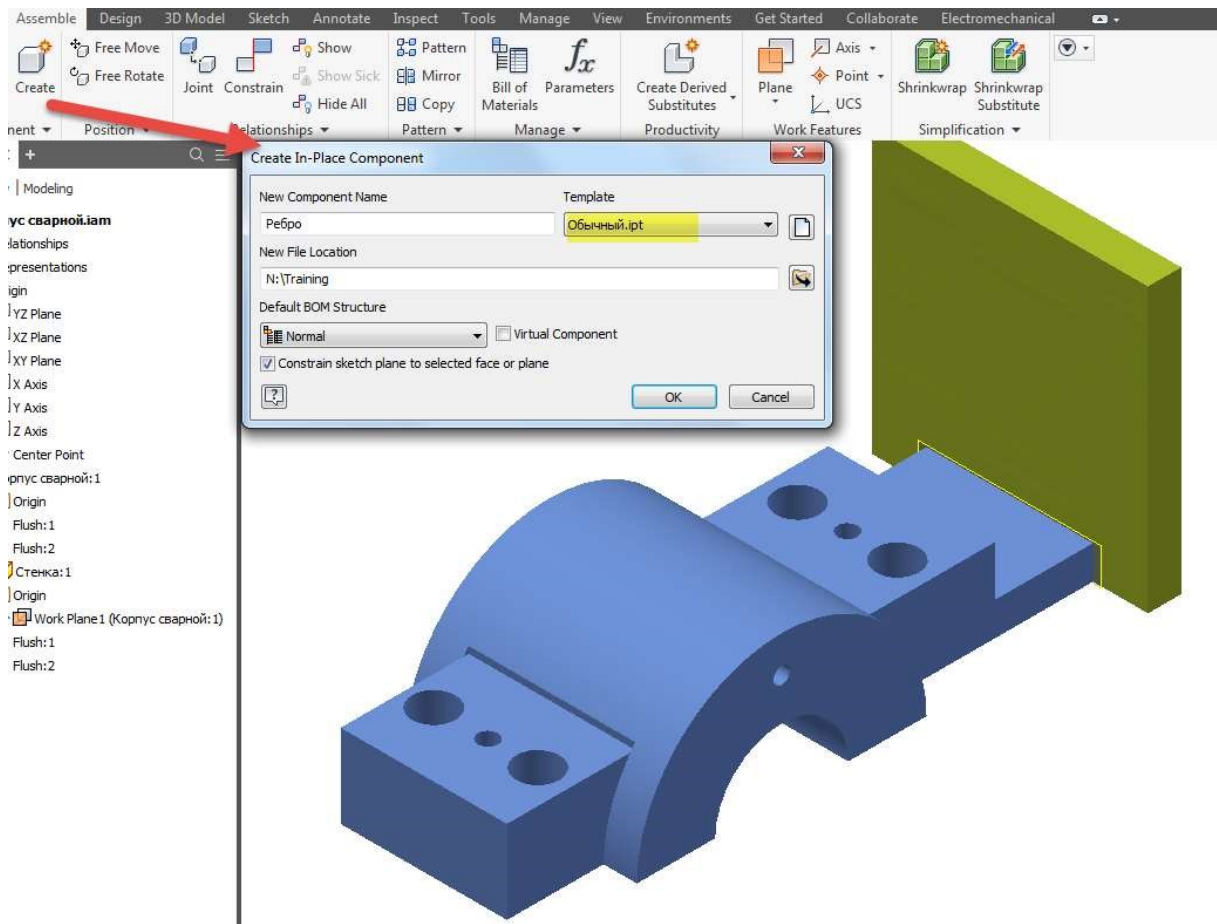 Assemble Design 3D Model Sketch Annotate Inspect Tools Manage View Environments Get Started Collaborate Electromechanical
Create
Free Move
Free Rotate
Position
Joint Constrain
Show
Show Sick
Hide All
Relationships
Pattern
Mirror
Copy
Pattern
Bill of Materials
Parameters
Manage
Create Derived Substitutes
Productivity
Plane
Axis
Point
UCS
Work Features
Shrinkwrap
Shrinkwrap Substitute
Simplification
Create In-Place Component
New Component Name
Template
Ребро
Обычный.ipt
New File Location
N:\Training
Default BOM Structure
Normal
Virtual Component
Constrain sketch plane to selected face or plane
OK
Cancel
Modeling
ус сварной.iam
elationships
epresentations
igin
YZ Plane
XZ Plane
XY Plane
X Axis
Y Axis
Z Axis
Center Point
орпус сварной:1
Origin
Flush:1
Flush:2
Стенка:1
Origin
Work Plane1 (Корпус сварной:1)
Flush:1
Flush:2